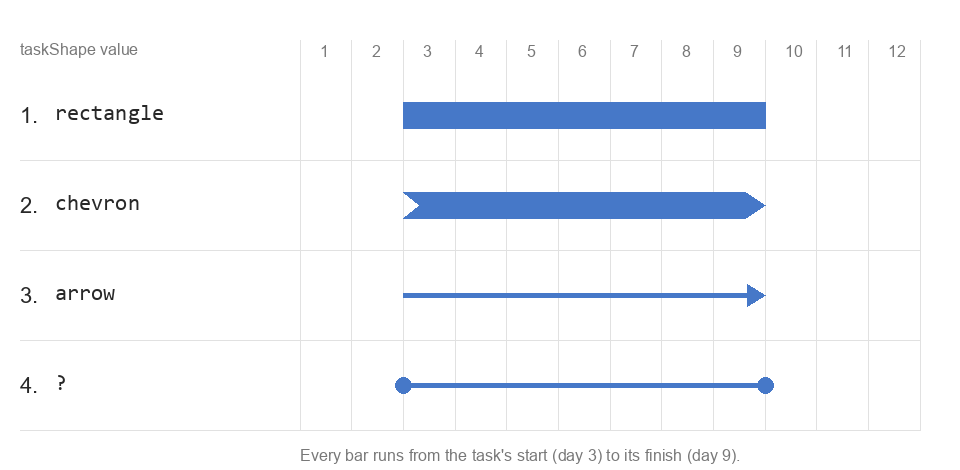 taskShape value 1 2 3 4 5 6 7 8 9 10 11 12
1. rectangle
2. chevron
3. arrow
4. ?
Every bar runs from the task's start (day 3) to its finish (day 9).